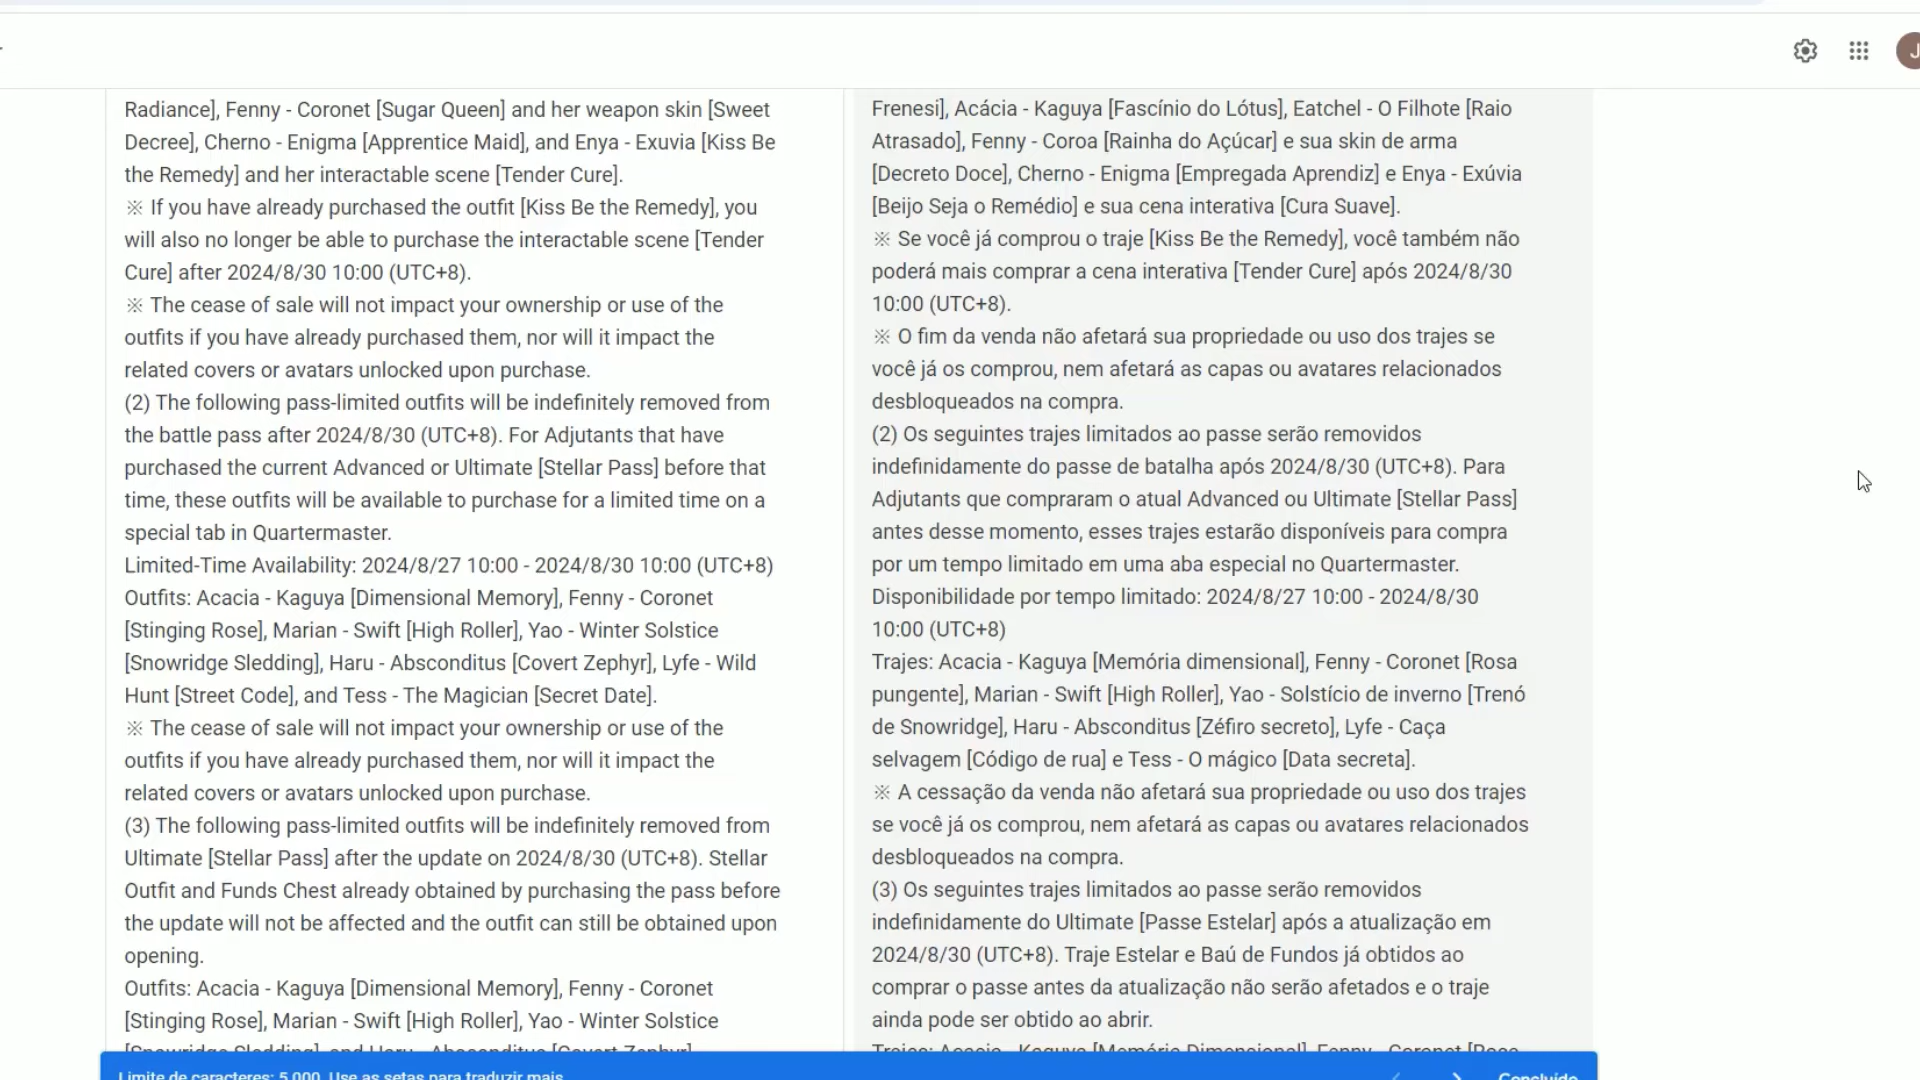 J
Radiance], Fenny - Coronet [Sugar Queen] and her weapon skin [Sweet
Decree], Cherno - Enigma [Apprentice Maid], and Enya - Exuvia [Kiss Be
the Remedy] and her interactable scene [Tender Cure].
※ If you have already purchased the outfit [Kiss Be the Remedy], you
will also no longer be able to purchase the interactable scene [Tender
Cure] after 2024/8/30 10:00 (UTC+8).
※ The cease of sale will not impact your ownership or use of the
outfits if you have already purchased them, nor will it impact the
related covers or avatars unlocked upon purchase.
(2) The following pass-limited outfits will be indefinitely removed from
the battle pass after 2024/8/30 (UTC+8). For Adjutants that have
purchased the current Advanced or Ultimate [Stellar Pass] before that
time, these outfits will be available to purchase for a limited time on a
special tab in Quartermaster.
Limited-Time Availability: 2024/8/27 10:00 - 2024/8/30 10:00 (UTC+8)
Outfits: Acacia - Kaguya [Dimensional Memory], Fenny - Coronet
[Stinging Rose], Marian - Swift [High Roller], Yao - Winter Solstice
[Snowridge Sledding], Haru - Absconditus [Covert Zephyr], Lyfe - Wild
Hunt [Street Code], and Tess - The Magician [Secret Date].
※ The cease of sale will not impact your ownership or use of the
outfits if you have already purchased them, nor will it impact the
related covers or avatars unlocked upon purchase.
(3) The following pass-limited outfits will be indefinitely removed from
Ultimate [Stellar Pass] after the update on 2024/8/30 (UTC+8). Stellar
Outfit and Funds Chest already obtained by purchasing the pass before
the update will not be affected and the outfit can still be obtained upon
opening.
Outfits: Acacia - Kaguya [Dimensional Memory], Fenny - Coronet
[Stinging Rose], Marian - Swift [High Roller], Yao - Winter Solstice
[Snowridge Sledding], and Haru - Absconditus [Covert Zephyr]
Frenesi], Acácia - Kaguya [Fascínio do Lótus], Eatchel - O Filhote [Raio
Atrasado], Fenny - Coroa [Rainha do Açúcar] e sua skin de arma
[Decreto Doce], Cherno - Enigma [Empregada Aprendiz] e Enya - Exúvia
[Beijo Seja o Remédio] e sua cena interativa [Cura Suave].
※ Se você já comprou o traje [Kiss Be the Remedy], você também não
poderá mais comprar a cena interativa [Tender Cure] após 2024/8/30
10:00 (UTC+8).
※ O fim da venda não afetará sua propriedade ou uso dos trajes se
você já os comprou, nem afetará as capas ou avatares relacionados
desbloqueados na compra.
(2) Os seguintes trajes limitados ao passe serão removidos
indefinidamente do passe de batalha após 2024/8/30 (UTC+8). Para
Adjutants que compraram o atual Advanced ou Ultimate [Stellar Pass]
antes desse momento, esses trajes estarão disponíveis para compra
por um tempo limitado em uma aba especial no Quartermaster.
Disponibilidade por tempo limitado: 2024/8/27 10:00 - 2024/8/30
10:00 (UTC+8)
Trajes: Acacia - Kaguya [Memória dimensional], Fenny - Coronet [Rosa
pungente], Marian - Swift [High Roller], Yao - Solstício de inverno [Trenó
de Snowridge], Haru - Absconditus [Zéfiro secreto], Lyfe - Caça
selvagem [Código de rua] e Tess - O mágico [Data secreta].
※ A cessação da venda não afetará sua propriedade ou uso dos trajes
se você já os comprou, nem afetará as capas ou avatares relacionados
desbloqueados na compra.
(3) Os seguintes trajes limitados ao passe serão removidos
indefinidamente do Ultimate [Passe Estelar] após a atualização em
2024/8/30 (UTC+8). Traje Estelar e Baú de Fundos já obtidos ao
comprar o passe antes da atualização não serão afetados e o traje
ainda pode ser obtido ao abrir.
Trajes: Acacia - Kaguya [Memória Dimensional], Fenny - Coronet [Rosa
Limite de caracteres: 5.000. Use as setas para traduzir mais.
Concluído